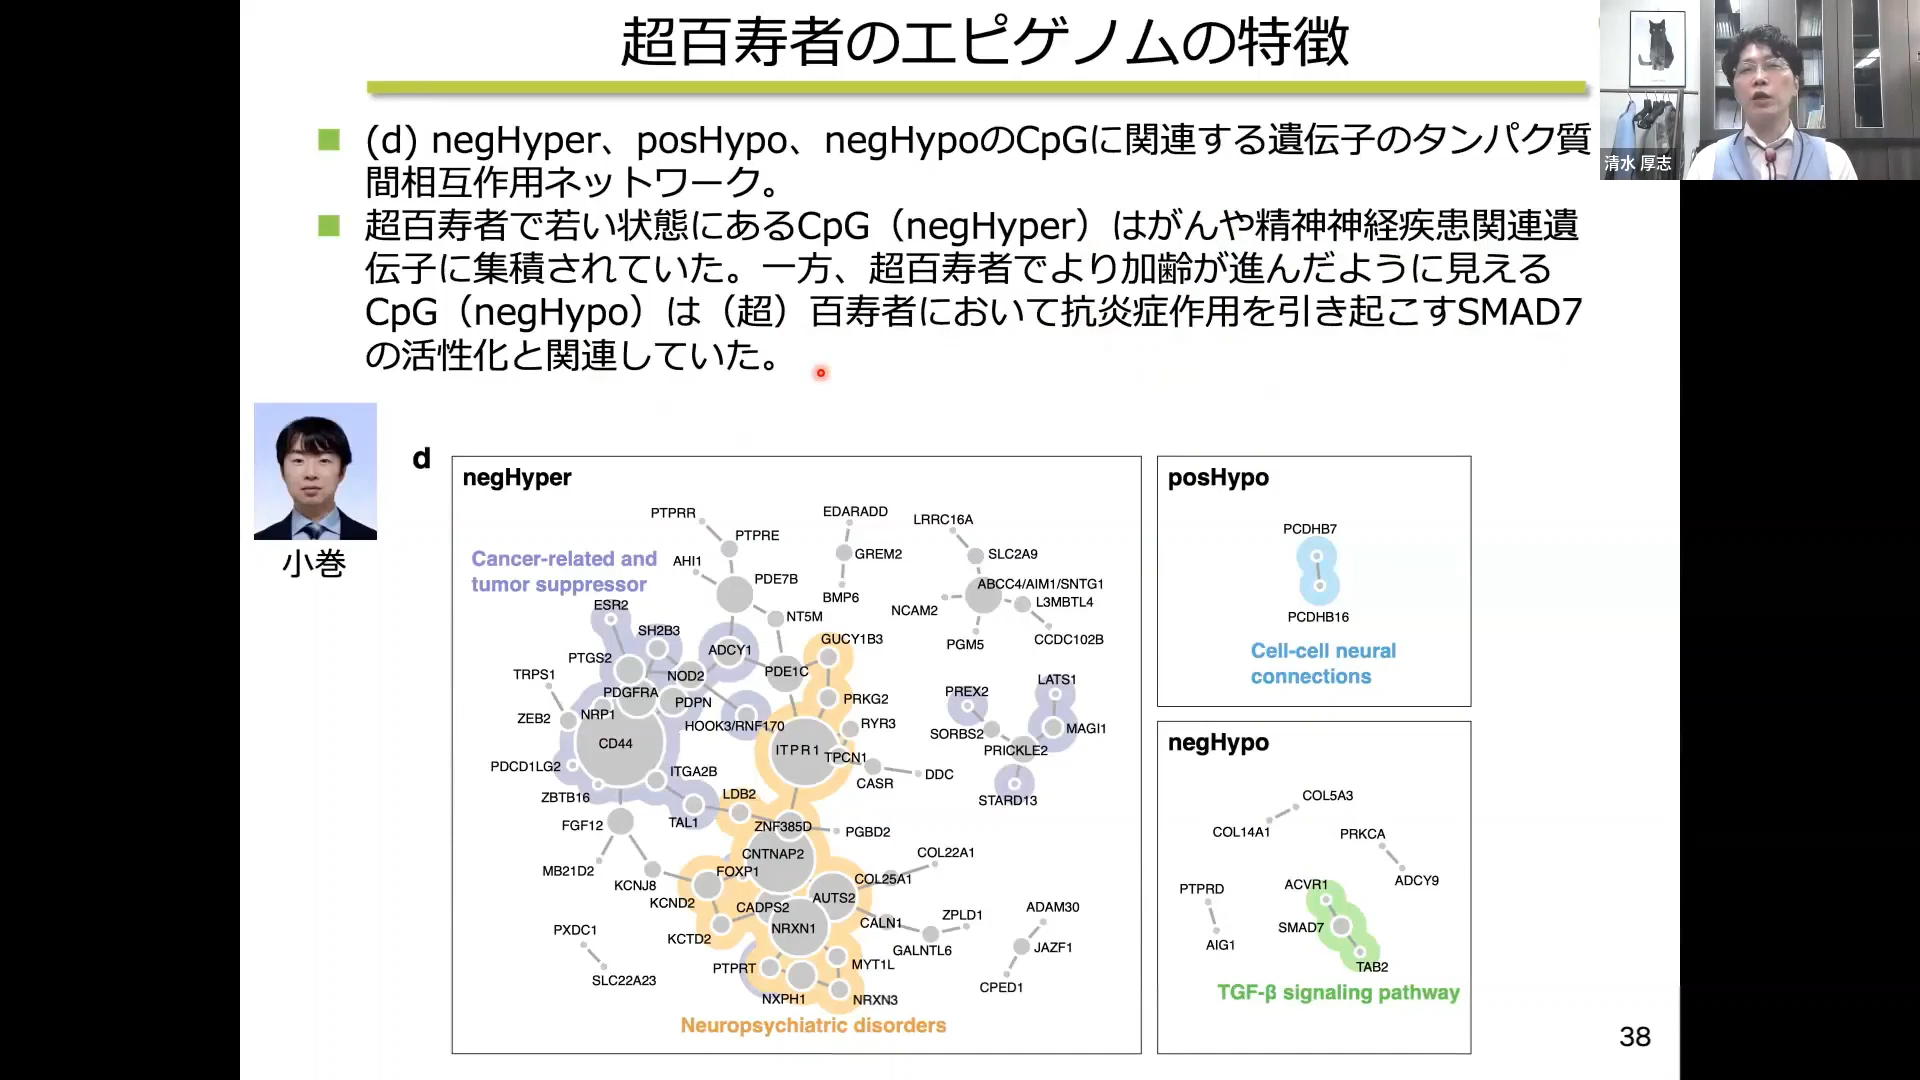 超百寿者のエピゲノムの特徴
清水 厚志
(d) negHyper、posHypo、negHypoのCpGに関連する遺伝子のタンパク質
間相互作用ネットワーク。
超百寿者で若い状態にあるCpG（negHyper）はがんや精神神経疾患関連遺
伝子に集積されていた。一方、超百寿者でより加齢が進んだように見える
CpG（negHypo）は（超）百寿者において抗炎症作用を引き起こすSMAD7
の活性化と関連していた。
小巻
d
negHyper
Cancer-related and
tumor suppressor
PTPRR
PTPRE
AHI1
PDE7B
NT5M
EDARADD
GREM2
BMP6
LRRC16A
SLC2A9
ABCC4/AIM1/SNTG1
NCAM2
L3MBTL4
PGM5
CCDC102B
ESR2
SH2B3
ADCY1
GUCY1B3
PTGS2
NOD2
PDE1C
TRPS1
PDGFRA
PDPN
PRKG2
ZEB2
NRP1
HOOK3/RNF170
RYR3
CD44
ITPR1
TPCN1
PREX2
LATS1
SORBS2
MAGI1
PRICKLE2
STARD13
PDCD1LG2
ITGA2B
CASR
DDC
ZBTB16
LDB2
TAL1
FGF12
ZNF385D
PGBD2
MB21D2
CNTNAP2
FOXP1
COL22A1
COL25A1
KCNJ8
KCND2
CADPS2
AUTS2
CALN1
ZPLD1
GALNTL6
ADAM30
JAZF1
CPED1
PXDC1
SLC22A23
KCTD2
NRXN1
PTPRT
MYT1L
NXPH1
NRXN3
Neuropsychiatric disorders
posHypo
PCDHB7
PCDHB16
Cell-cell neural
connections
negHypo
COL5A3
COL14A1
PRKCA
ADCY9
PTPRD
AIG1
ACVR1
SMAD7
TAB2
TGF-β signaling pathway
38